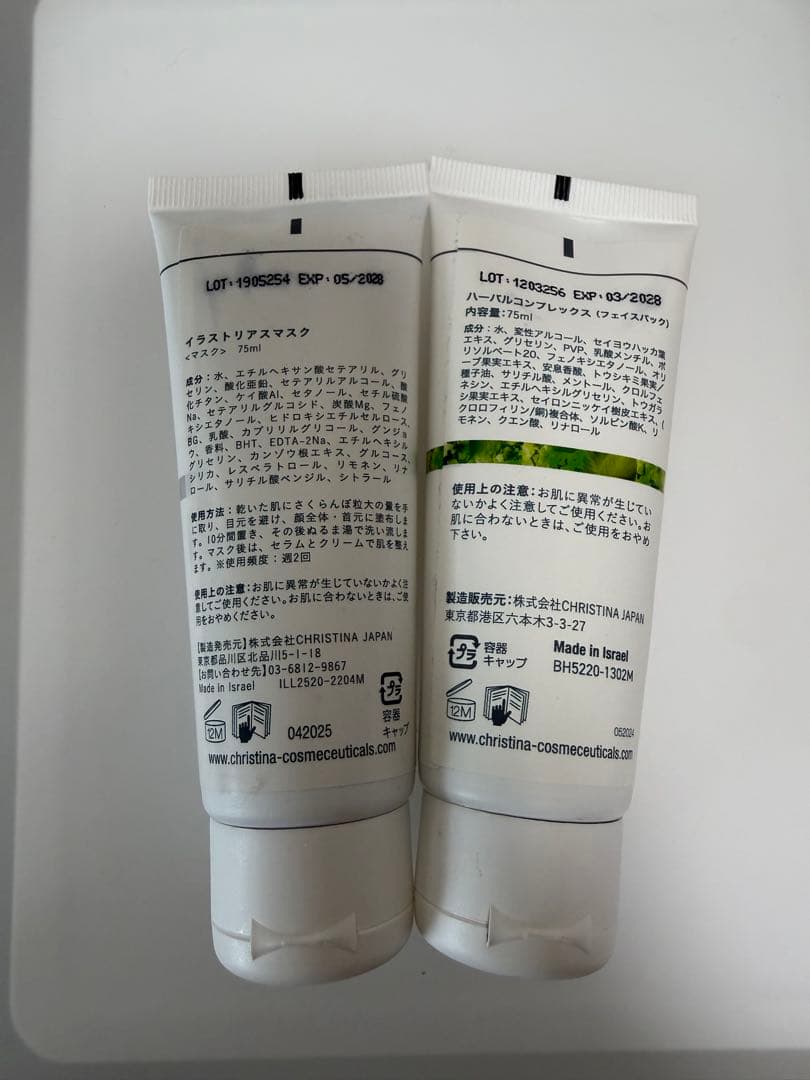 LOT: 1905254 EXP: 05/2028
イラストリアスマスク
<マスク> 75ml
成分：水、エチルヘキサン酸セテアリル、グリ
セリン、酸化亜鉛、セテアリルアルコール、酸
化チタン、ケイ酸Al、セタノール、セチル硫酸
Na、セテアリルグルコシド、炭酸Mg、フェノ
キシエタノール、ヒドロキシエチルセルロース、
BG、乳酸、カプリリルグリコール、グンジョ
ウ、香料、BHT、EDTA-2Na、エチルヘキシル
グリセリン、カンゾウ根エキス、グルコース、
シリカ、レスベラトロール、リモネン、リナ
ロール、サリチル酸ベンジル、シトラール
使用方法：乾いた肌にさくらんぼ粒大の量を手
に取り、目元を避け、顔全体・首元に塗布しま
す。10分間置き、その後ぬるま湯で洗い流しま
す。マスク後は、セラムとクリームで肌を整え
ます。※使用頻度：週2回
使用上の注意：お肌に異常が生じていないかよく注
意してご使用ください。お肌に合わないときは、ご使
用をおやめください。
【製造発売元】株式会社CHRISTINA JAPAN
東京都品川区北品川5-1-18
【お問い合わせ先】03-6812-9867
Made in Israel ILL2520-2204M
プラ
容器
キャップ
12M
042025
www.christina-cosmeceuticals.com
LOT: 1203256 EXP: 03/2028
ハーバルコンプレックス（フェイスパック）
内容量：75ml
成分：水、変性アルコール、セイヨウハッカ葉
エキス、グリセリン、PVP、乳酸メンチル、ポ
リソルベート20、フェノキシエタノール、オリ
ーブ果実エキス、安息香酸、トウシキミ果実/
種子油、サリチル酸、メントール、クロルフェ
ネシン、エチルヘキシルグリセリン、トウガラ
シ果実エキス、セイロンニッケイ樹皮エキス、（
クロロフィリン/銅）複合体、ソルビン酸K、リ
モネン、クエン酸、リナロール
使用上の注意：お肌に異常が生じてい
ないかよく注意してご使用ください。お
肌に合わないときは、ご使用をおやめ
下さい。
製造販売元：株式会社CHRISTINA JAPAN
東京都港区六本木3-3-27
プラ
容器
キャップ
Made in Israel
BH5220-1302M
12M
052024
www.christina-cosmeceuticals.com